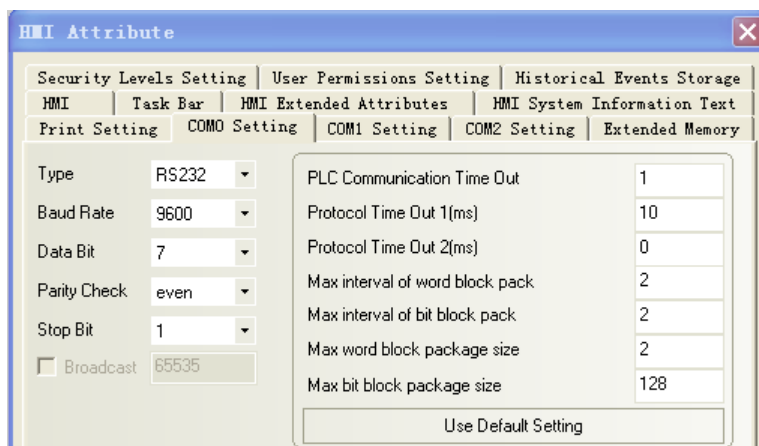 HMI Attribute
Security Levels Setting User Permissions Setting Historical Events Storage
HMI Task Bar HMI Extended Attributes HMI System Information Text
Print Setting COM0 Setting COM1 Setting COM2 Setting Extended Memory
Type RS232
Baud Rate 9600
Data Bit 7
Parity Check even
Stop Bit 1
Broadcast 65535
PLC Communication Time Out 1
Protocol Time Out 1(ms) 10
Protocol Time Out 2(ms) 0
Max interval of word block pack 2
Max interval of bit block pack 2
Max word block package size 2
Max bit block package size 128
Use Default Setting